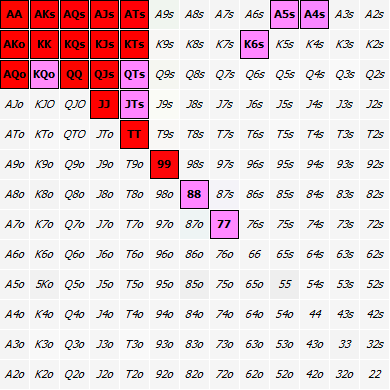 AA AKs AQs AJs ATs A9s A8s A7s A6s A5s A4s A3s A2s
AKo KK KQs KJs KTs K9s K8s K7s K6s K5s K4s K3s K2s
AQo KQo QQ QJs QTs Q9s Q8s Q7s Q6s Q5s Q4s Q3s Q2s
AJo KJO QJO JJ JTs J9s J8s J7s J6s J5s J4s J3s J2s
ATo KTo QTO JTo TT T9s T8s T7s T6s T5s T4s T3s T2s
A9o K9o Q9o J9o T9o 99 98s 97s 96s 95s 94s 93s 92s
A8o K8o Q8o J8o T8o 98o 88 87s 86s 85s 84s 83s 82s
A7o K7o Q7o J7o T7o 97o 87o 77 76s 75s 74s 73s 72s
A6o K6o Q6o J6o T6o 96o 86o 76o 66 65s 64s 63s 62s
A5o 5Ko Q5o J5o T5o 95o 85o 75o 65o 55 54s 53s 52s
A4o K4o Q4o J4o T4o 94o 84o 74o 64o 54o 44 43s 42s
A3o K3o Q3o J3o T3o 93o 83o 73o 63o 53o 43o 33 32s
A2o K2o Q2o J2o T2o 92o 82o 72o 62o 52o 42o 32o 22